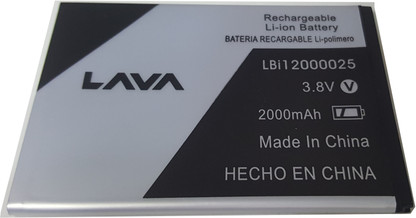 Rechargeable
Li-ion Battery
BATERIA RECARGABLE Li-polimero
LAVA
LBi12000025
3.8V V
2000mAh
Made In China
HECHO EN CHINA